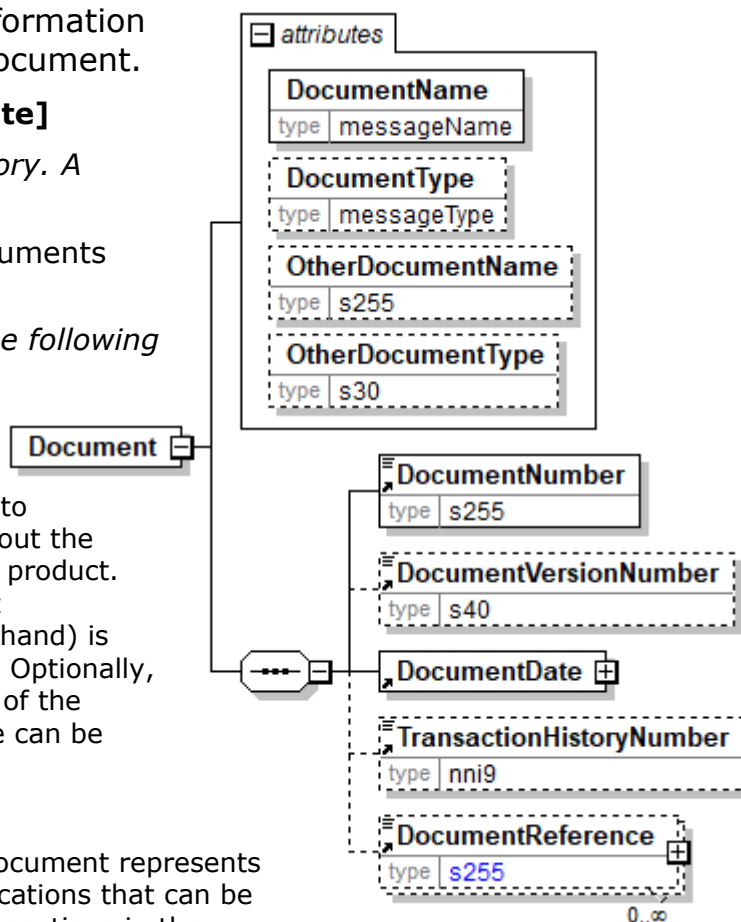 formation
ocument.
te]
ory. A
uments
e following
to
out the
product.
hand) is
Optionally,
of the
e can be
ocument represents
ications that can be
attributes
DocumentName
type messageName
DocumentType
type messageType
OtherDocumentName
type s255
OtherDocumentType
type s30
Document
DocumentNumber
type s255
DocumentVersionNumber
type s40
DocumentDate
TransactionHistoryNumber
type nni9
DocumentReference
type s255
0..∞